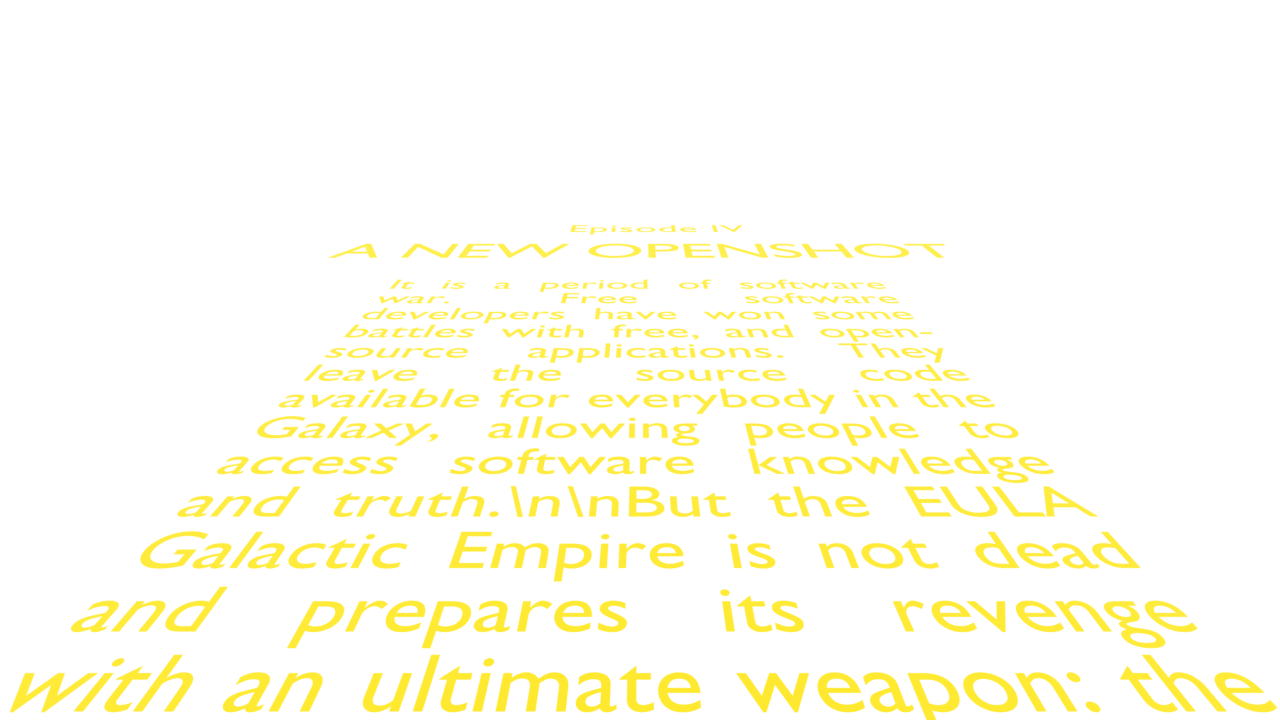 Episode IV
A NEW OPENSHOT
It is a period of software
war. Free software
developers have won some
battles with free, and open-
source applications. They
leave the source code
available for everybody in the
Galaxy, allowing people to
access software knowledge
and truth.\n\nBut the EULA
Galactic Empire is not dead
and prepares its revenge
with an ultimate weapon: the